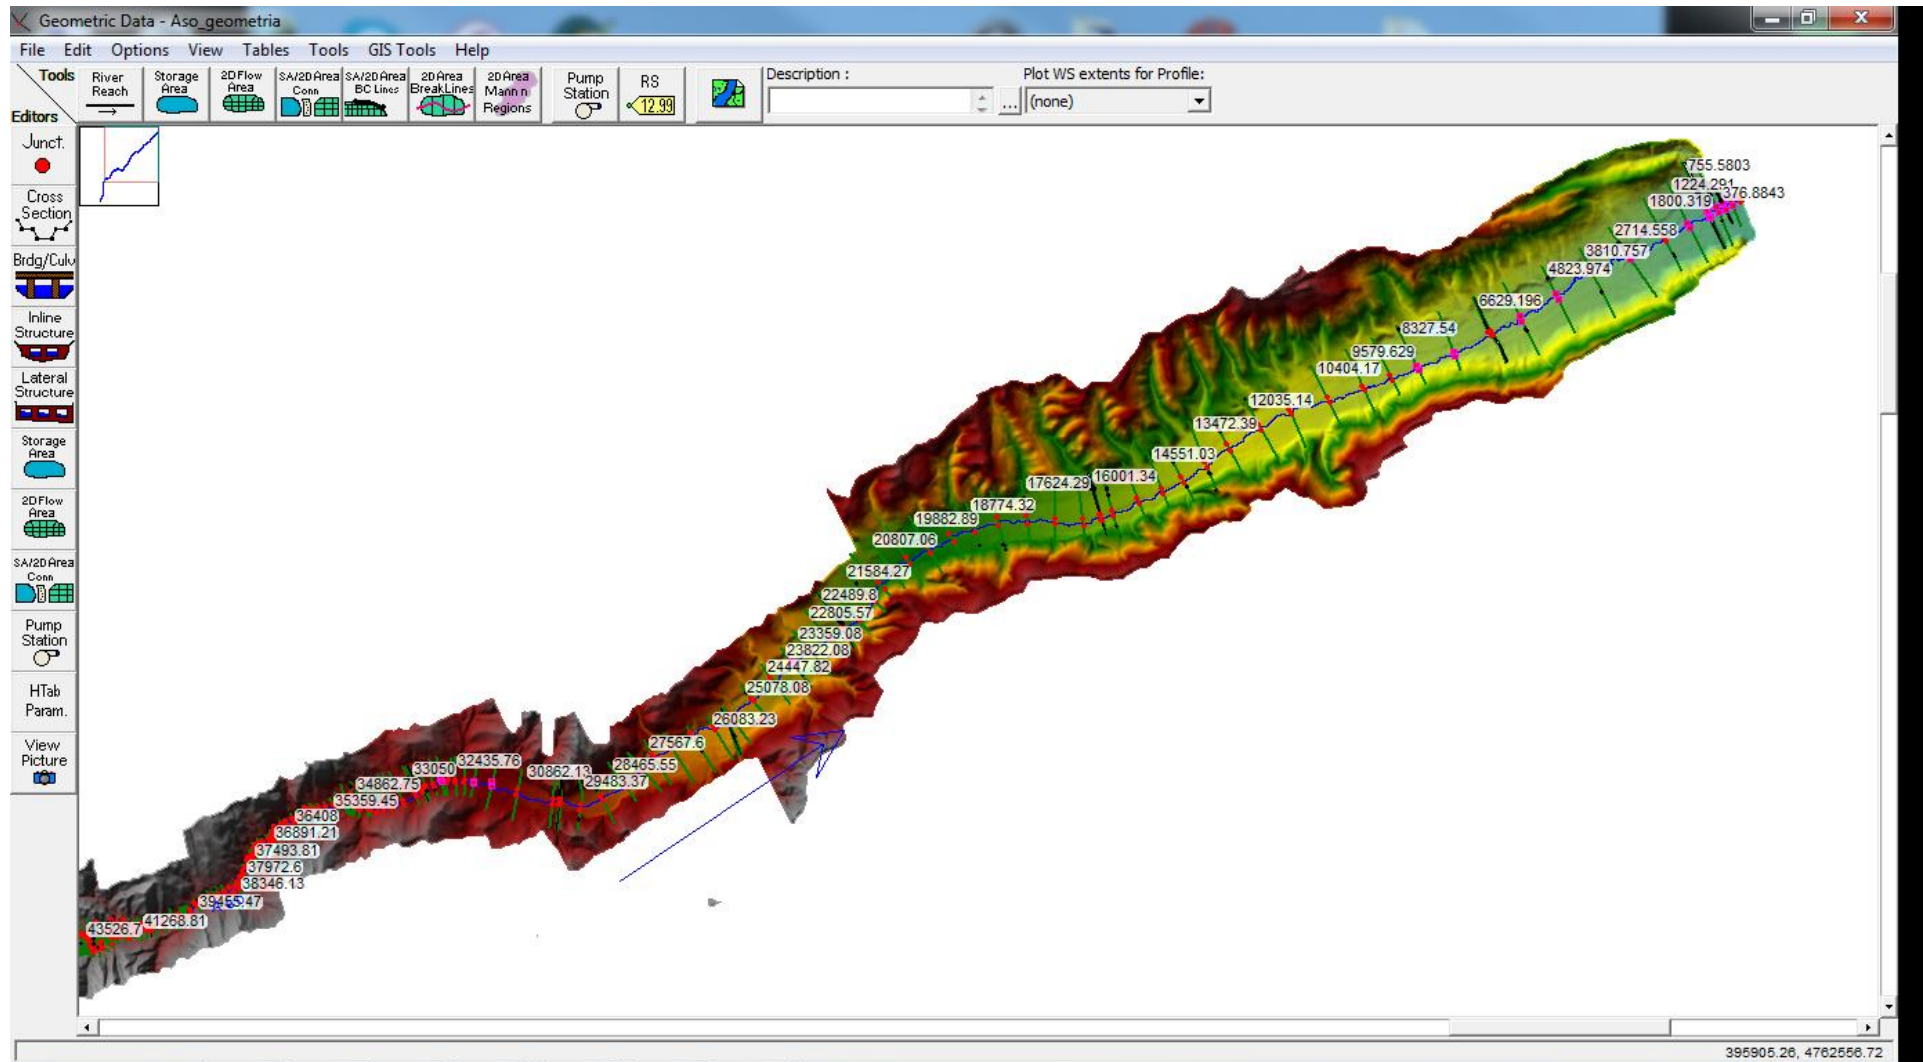 Geometric Data - Aso_geometria
File Edit Options View Tables Tools GIS Tools Help
Tools
Editors
River Reach
Storage Area
2D Flow Area
SA/2D Area Conn
SA/2D Area BC Lines
2D Area BreakLines
2D Area Mann n Regions
Pump Station
RS
12.99
Description :
...
Plot WS extents for Profile:
(none)
Junct.
Cross Section
Brdg/Culv
Inline Structure
Lateral Structure
Storage Area
2D Flow Area
SA/2D Area Conn
Pump Station
HTab Param.
View Picture
755.5803
1224.291
376.8843
1800.319
2714.558
3810.757
4823.974
6629.196
8327.54
9579.629
10404.17
12035.14
13472.39
14551.03
16001.34
17624.29
18774.32
19882.89
20807.06
21584.27
22489.8
22805.57
23359.08
23822.08
24447.82
25078.08
26083.23
27567.6
28465.55
29483.37
30862.13
32435.76
33050
34862.75
35359.45
36408
36891.21
37493.81
37972.6
38346.13
39455.47
41268.81
43526.7
395905.26, 4762556.72